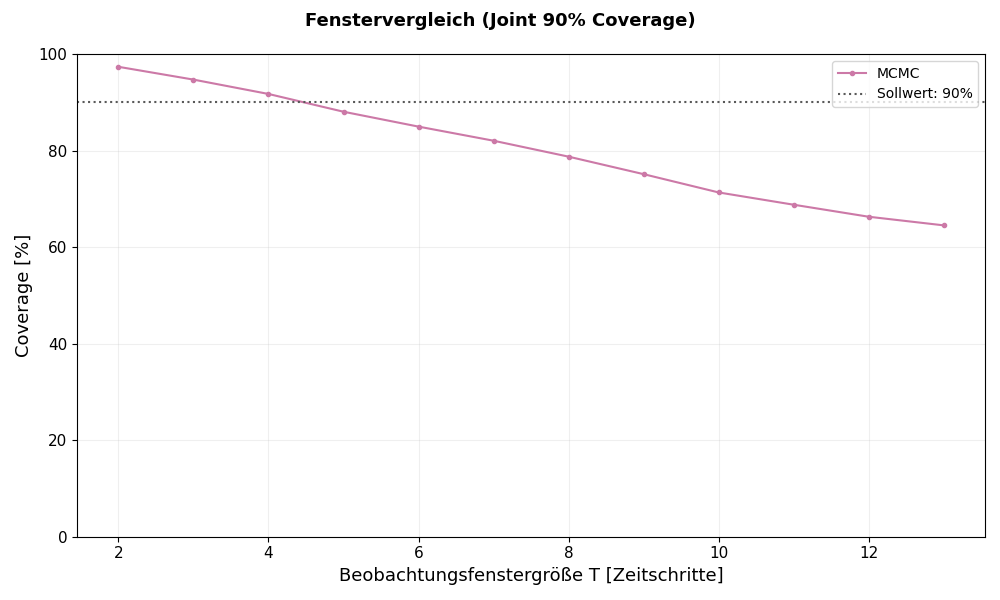 Fenstervergleich (Joint 90% Coverage)
MCMC
Sollwert: 90%
Coverage [%]
100
80
60
40
20
0
2 4 6 8 10 12
Beobachtungsfenstergröße T [Zeitschritte]